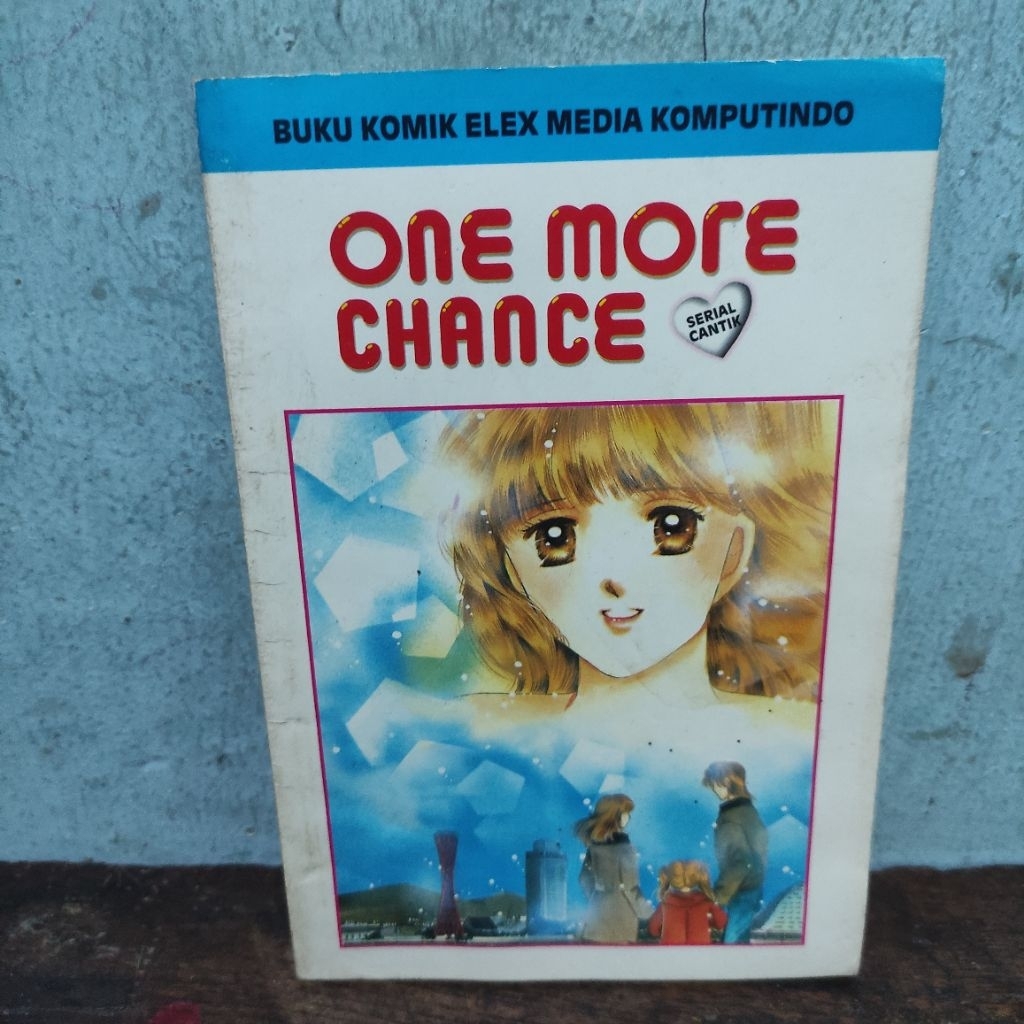 BUKU KOMIK ELEX MEDIA KOMPUTINDO
ONE MORE
CHANCE
SERIAL
CANTIK